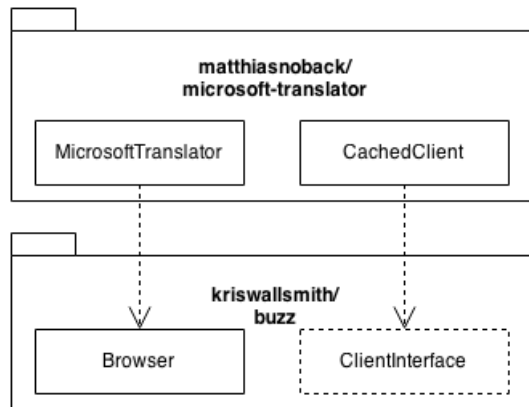 matthiasnoback/
microsoft-translator
MicrosoftTranslator
CachedClient
kriswallsmith/
buzz
Browser
ClientInterface